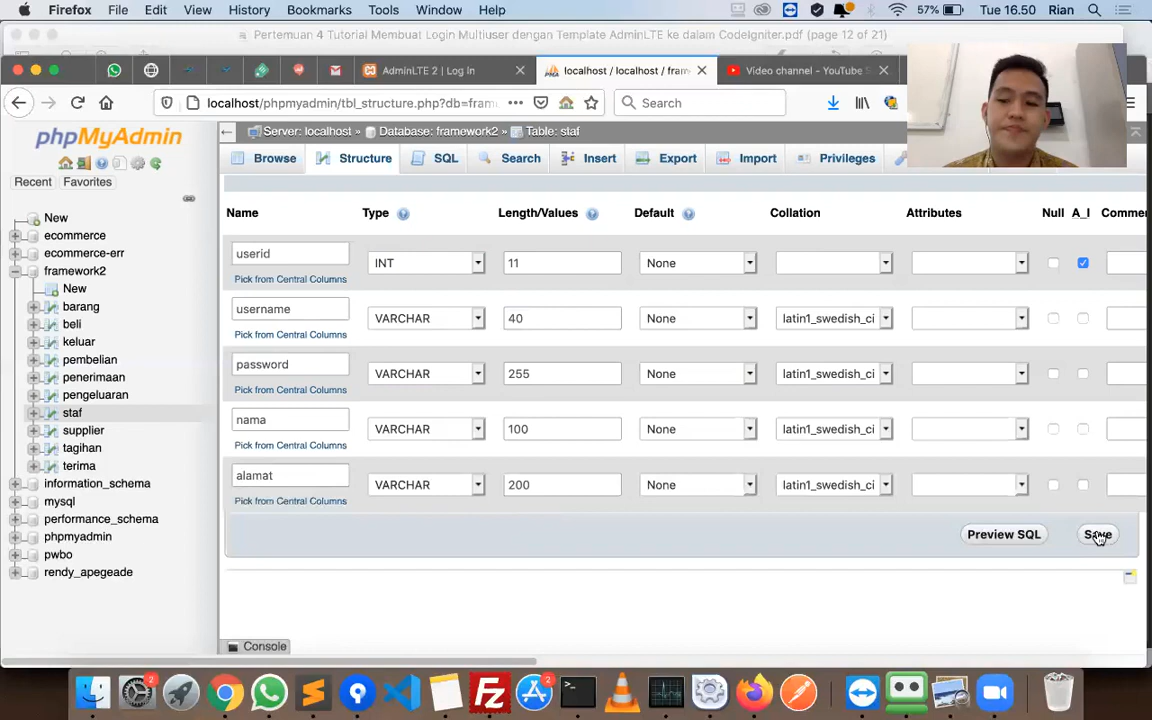 Firefox File Edit View History Bookmarks Tools Window Help 57% Tue 16.50 Rian
Pertemuan 4 Tutorial Membuat Login Multiuser dengan Template AdminLTE ke dalam CodeIgniter.pdf (page 12 of 21)
AdminLTE 2 | Log in
localhost / localhost / fram
Video channel - YouTube S
localhost/phpmyadmin/tbl_structure.php?db=fram
Search
phpMyAdmin
Recent Favorites
New
ecommerce
ecommerce-err
framework2
New
barang
beli
keluar
pembelian
penerimaan
pengeluaran
staf
supplier
tagihan
terima
information_schema
mysql
performance_schema
phpmyadmin
pwbo
rendy_apegeade
Server: localhost » Database: framework2 » Table: staf
Browse Structure SQL Search Insert Export Import Privileges
Name Type Length/Values Default Collation Attributes Null A_I Commen
userid INT 11 None
Pick from Central Columns
username VARCHAR 40 None latin1_swedish_ci
Pick from Central Columns
password VARCHAR 255 None latin1_swedish_ci
Pick from Central Columns
nama VARCHAR 100 None latin1_swedish_ci
Pick from Central Columns
alamat VARCHAR 200 None latin1_swedish_ci
Pick from Central Columns
Preview SQL Save
Console
2
2